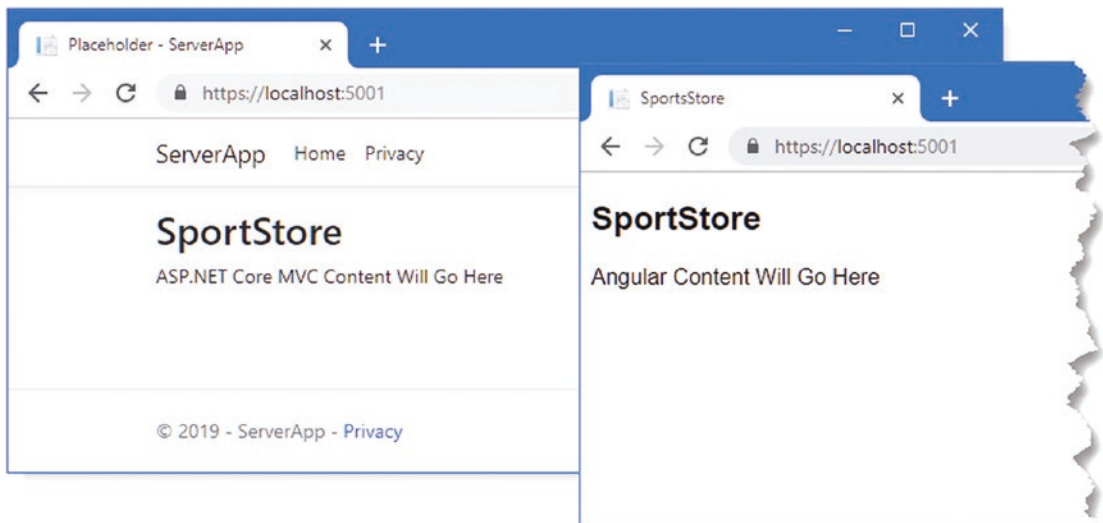 Placeholder - ServerApp
https://localhost:5001
ServerApp Home Privacy
SportStore
ASP.NET Core MVC Content Will Go Here
© 2019 - ServerApp - Privacy
SportsStore
https://localhost:5001
SportStore
Angular Content Will Go Here